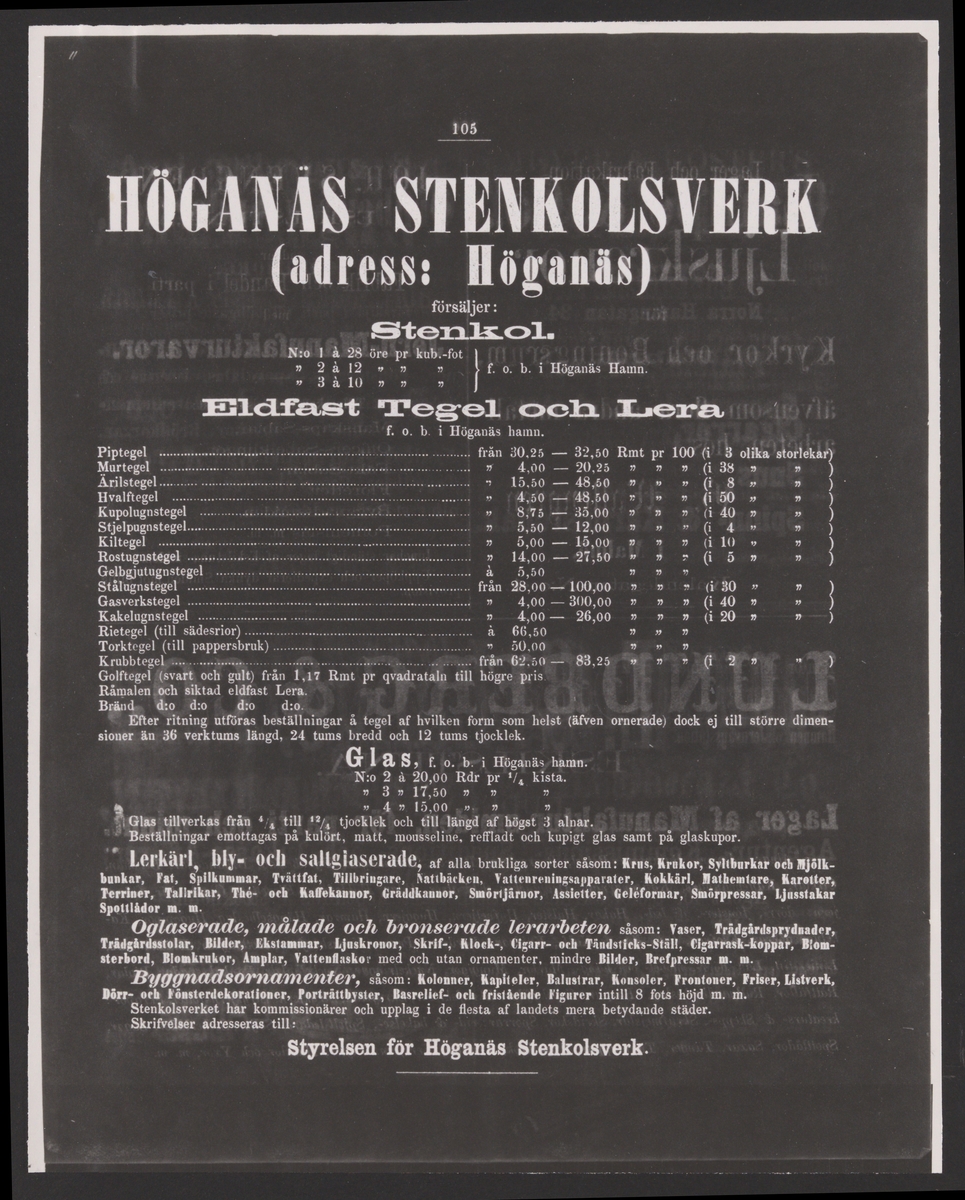 105
HÖGANÄS STENKOLSVERK
(adress: Höganäs)
försäljer:
Stenkol.
N:o 1 à 28 öre pr kub.-fot
" 2 à 12 " " "
" 3 à 10 " " "
} f. o. b. i Höganäs Hamn.
Eldfast Tegel och Lera
f. o. b. i Höganäs hamn.
Piptegel ........ från 30,25 — 32,50 Rmt pr 100 (i 3 olika storlekar)
Murtegel ........ " 4,00 — 20,25 " " " (i 38 " " )
Ärilstegel ........ " 15,50 — 48,50 " " " (i 8 " " )
Hvalftegel ........ " 4,50 — 48,50 " " " (i 50 " " )
Kupolugnstegel ........ " 8,75 — 35,00 " " " (i 40 " " )
Stjelpugnstegel ........ " 5,50 — 12,00 " " " (i 4 " " )
Kiltegel ........ " 5,00 — 15,00 " " " (i 10 " " )
Rostugnstegel ........ " 14,00 — 27,50 " " " (i 5 " " )
Gelbgjutugnstegel ........ à 5,50 " " "
Stålugnstegel ........ från 28,00 — 100,00 " " " (i 30 " " )
Gasverkstegel ........ " 4,00 — 300,00 " " " (i 40 " " )
Kakelugnstegel ........ " 4,00 — 26,00 " " " (i 20 " " )
Rietegel (till sädesrior) ........ à 66,50 " " "
Torktegel (till pappersbruk) ........ " 50,00 " " "
Krubbtegel ........ från 62,50 — 83,25 " " " (i 2 " " )
Golftegel (svart och gult) från 1,17 Rmt pr qvadrataln till högre pris
Råmalen och siktad eldfast Lera.
Bränd d:o d:o d:o d:o.
Efter ritning utföras beställningar å tegel af hvilken form som helst (äfven ornerade) dock ej till större dimen-
sioner än 36 verktums längd, 24 tums bredd och 12 tums tjocklek.
Glas, f. o. b. i Höganäs hamn.
N:o 2 à 20,00 Rdr pr 1/4 kista.
" 3 " 17,50 " " "
" 4 " 15,00 " " "
Glas tillverkas från 4/4 till 12/4 tjocklek och till längd af högst 3 alnar.
Beställningar emottagas på kulört, matt, mousseline, reffladt och kupigt glas samt på glaskupor.
Lerkärl, bly- och saltglaserade, af alla brukliga sorter såsom: Krus, Krukor, Syltburkar och Mjölk-
bunkar, Fat, Spilkummar, Tvättfat, Tillbringare, Nattbäcken, Vattenreningsapparater, Kokkärl, Mathemtare, Karotter,
Terriner, Tallrikar, Thé- och Kaffekannor, Gräddkannor, Smörtjärnor, Assietter, Geléformar, Smörpressar, Ljusstakar
Spottlådor m. m.
Oglaserade, målade och bronserade lerarbeten såsom: Vaser, Trädgårdsprydnader,
Trädgårdsstolar, Bilder, Ekstammar, Ljuskronor, Skrif-, Klock-, Cigarr- och Tändsticks-Ställ, Cigarrask-koppar, Blom-
sterbord, Blomkrukor, Amplar, Vattenflaskor med och utan ornamenter, mindre Bilder, Brefpressar m. m.
Byggnadsornamenter, såsom: Kolonner, Kapiteler, Balustrar, Konsoler, Frontoner, Friser, Listverk,
Dörr- och Fönsterdekorationer, Porträttbyster, Basrelief- och fristående Figurer intill 8 fots höjd m. m.
Stenkolsverket har kommissionärer och upplag i de flesta af landets mera betydande städer.
Skrifvelser adresseras till:
Styrelsen för Höganäs Stenkolsverk.